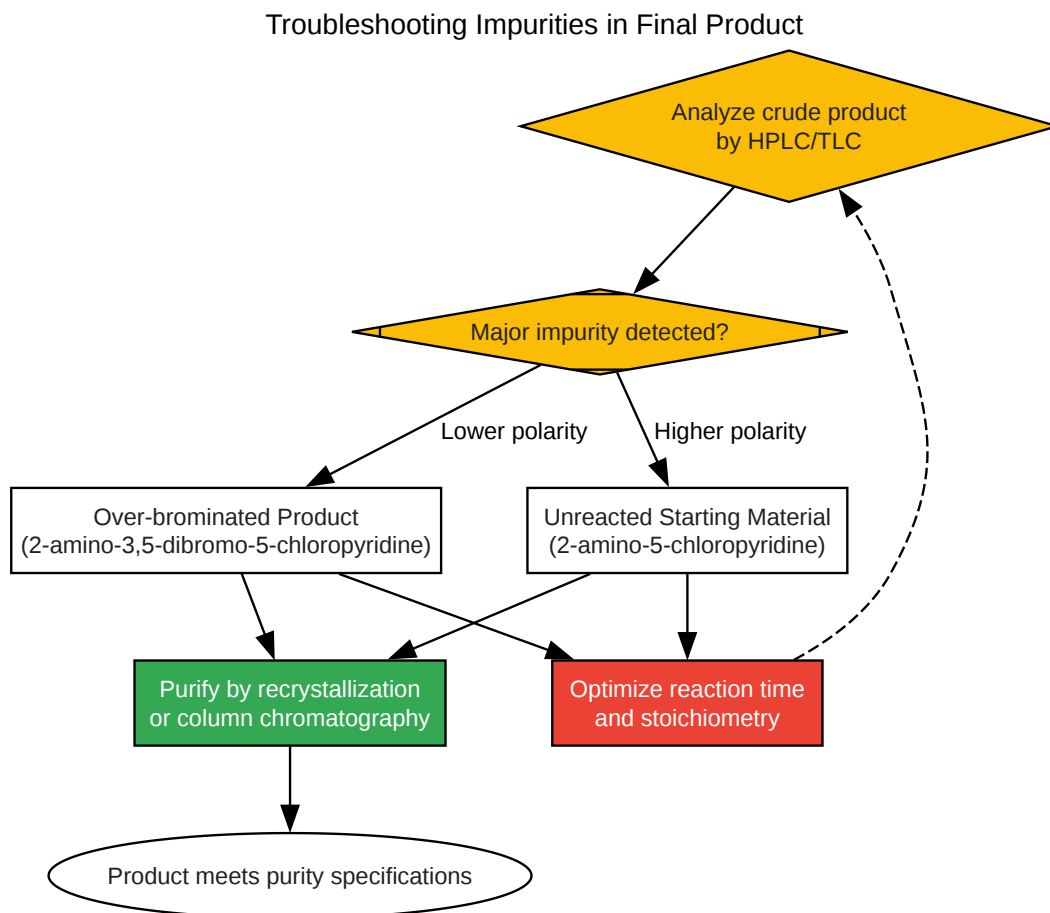 Troubleshooting Impurities in Final Product
Analyze crude product
by HPLC/TLC
Major impurity detected?
Lower polarity
Higher polarity
Over-brominated Product
(2-amino-3,5-dibromo-5-chloropyridine)
Unreacted Starting Material
(2-amino-5-chloropyridine)
Purify by recrystallization
or column chromatography
Optimize reaction time
and stoichiometry
Product meets purity specifications